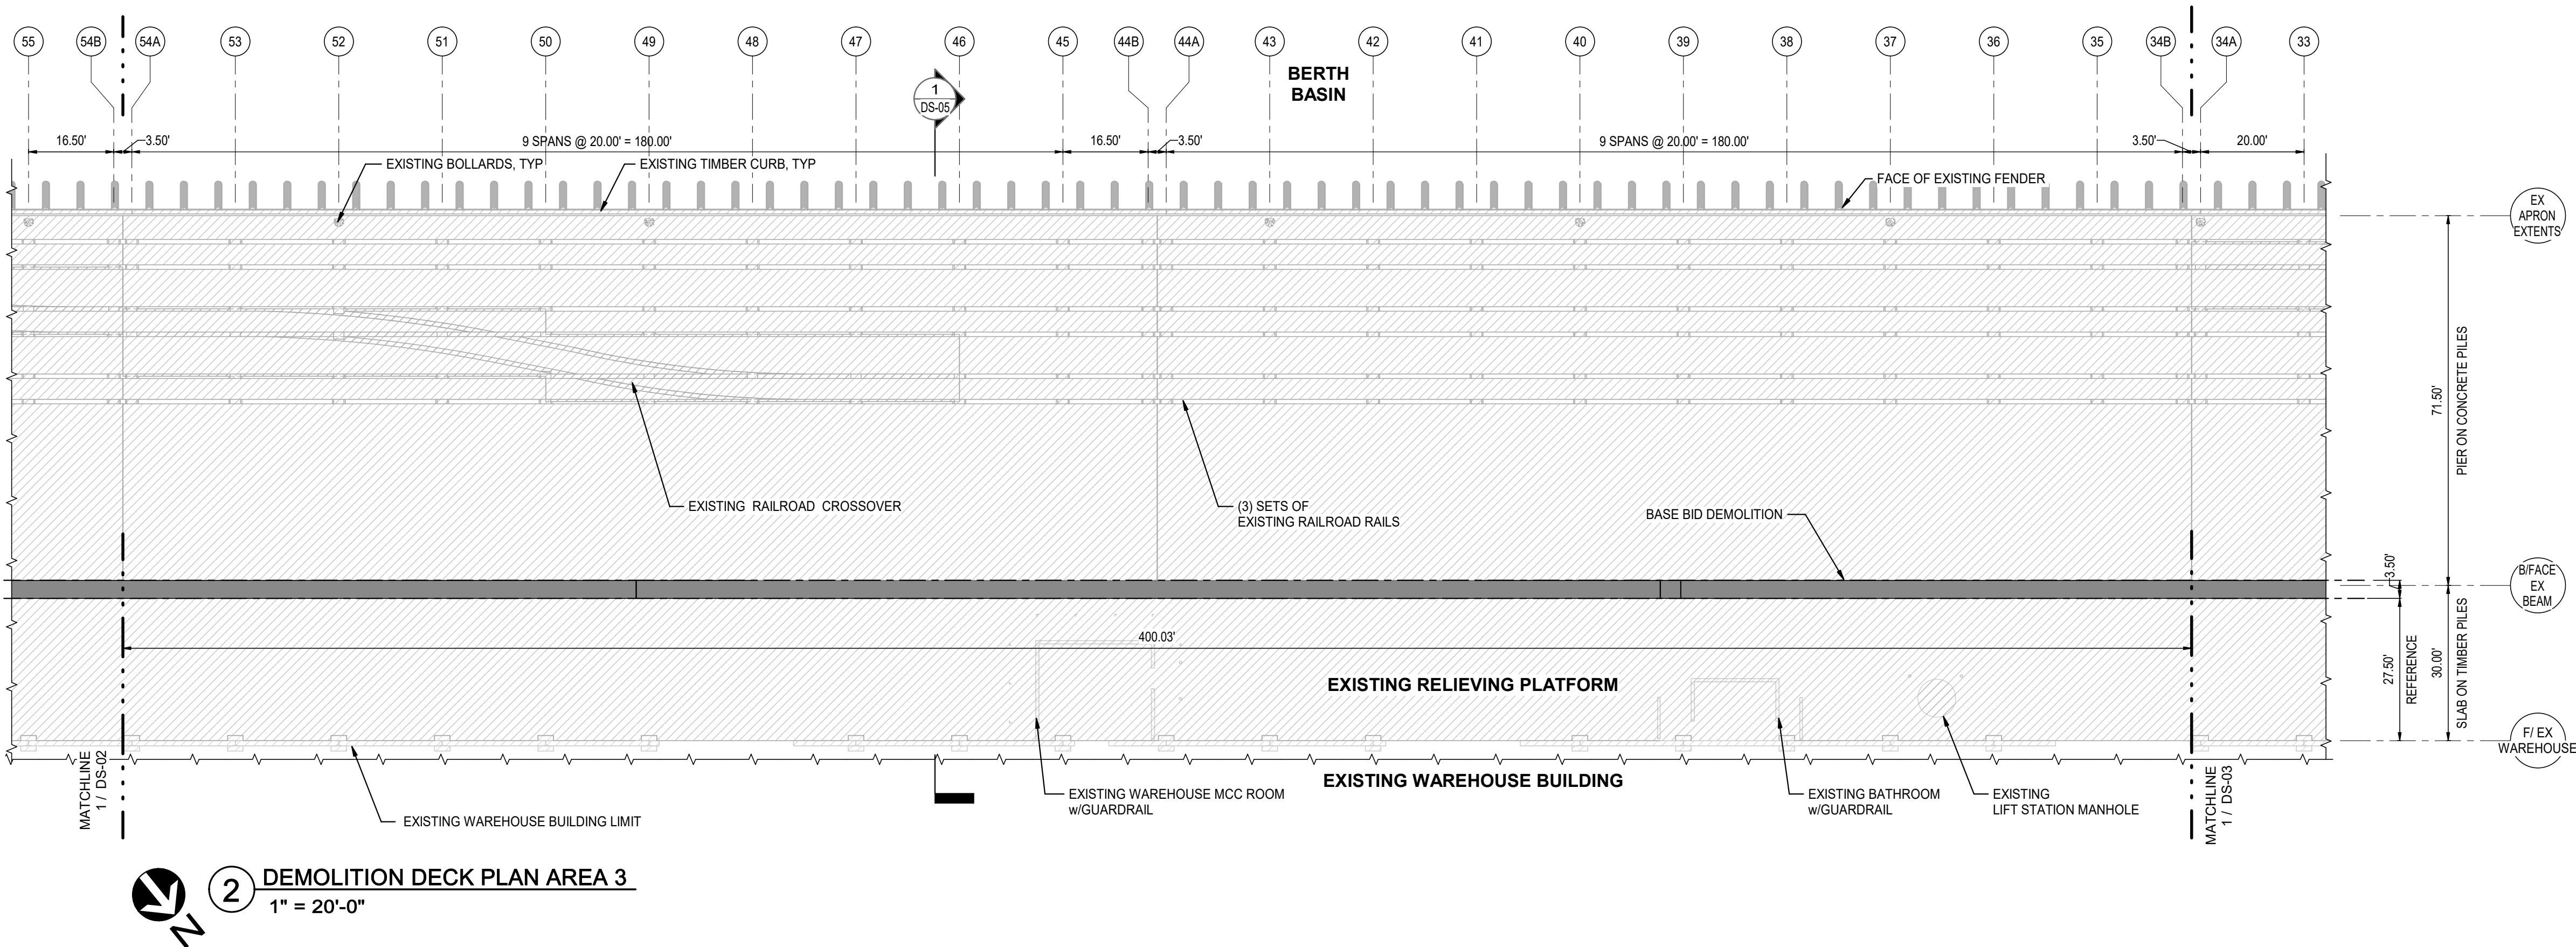 55
54B
54A
53
52
51
50
49
48
47
46
45
44B
44A
43
42
41
40
39
38
37
36
35
34B
34A
33
BERTH
BASIN
1
DS-05
16.50'
3.50'
9 SPANS @ 20.00' = 180.00'
16.50'
3.50'
9 SPANS @ 20.00' = 180.00'
3.50'
20.00'
EXISTING BOLLARDS, TYP
EXISTING TIMBER CURB, TYP
FACE OF EXISTING FENDER
EX
APRON
EXTENTS
71.50'
PIER ON CONCRETE PILES
EXISTING RAILROAD CROSSOVER
(3) SETS OF
EXISTING RAILROAD RAILS
BASE BID DEMOLITION
3.50'
B/FACE
EX
BEAM
400.03'
EXISTING RELIEVING PLATFORM
27.50'
REFERENCE
30.00'
SLAB ON TIMBER PILES
F/ EX
WAREHOUSE
MATCHLINE
1 / DS-02
EXISTING WAREHOUSE BUILDING LIMIT
EXISTING WAREHOUSE MCC ROOM
w/GUARDRAIL
EXISTING WAREHOUSE BUILDING
EXISTING BATHROOM
w/GUARDRAIL
EXISTING
LIFT STATION MANHOLE
MATCHLINE
1 / DS-03
N
2
DEMOLITION DECK PLAN AREA 3
1" = 20'-0"